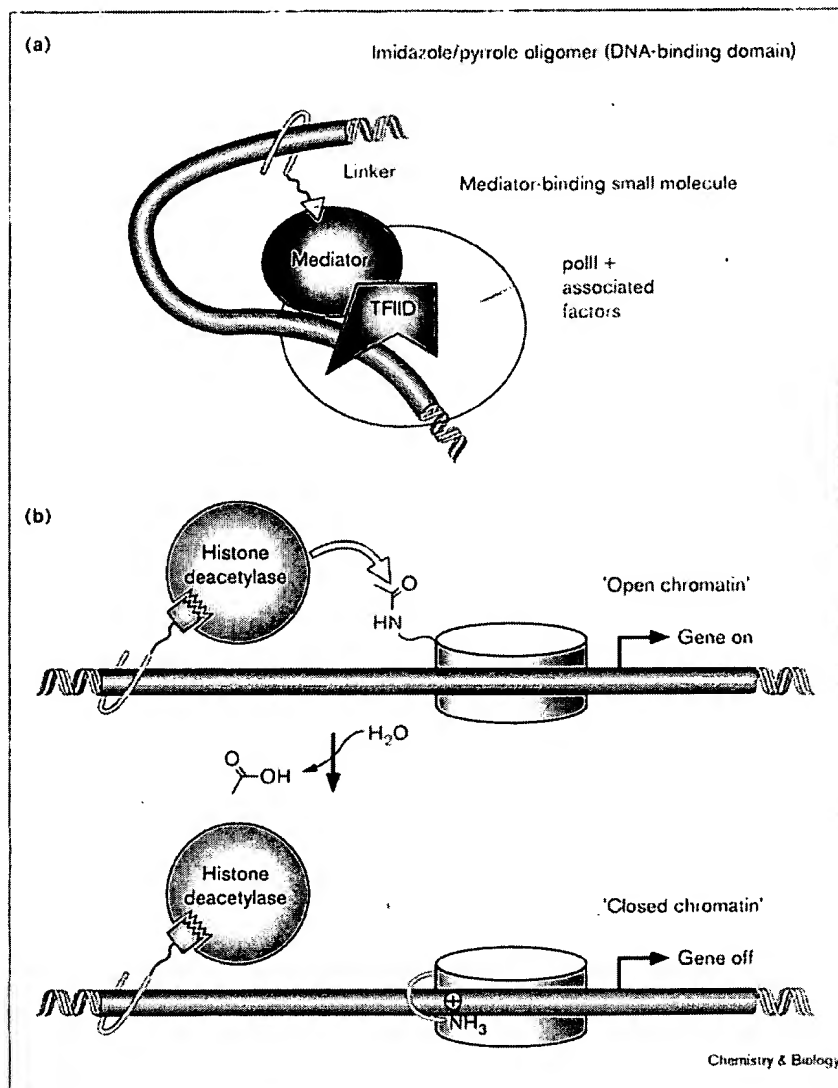 (a)
Imidazole/pyrrole oligomer (DNA-binding domain)
Linker
Mediator-binding small molecule
Mediator
TFIID
polII +
associated
factors
(b)
Histone
deacetylase
O
HN
'Open chromatin'
Gene on
H2O
O
OH
Histone
deacetylase
'Closed chromatin'
Gene off
⊕
NH3
Chemistry & Biology